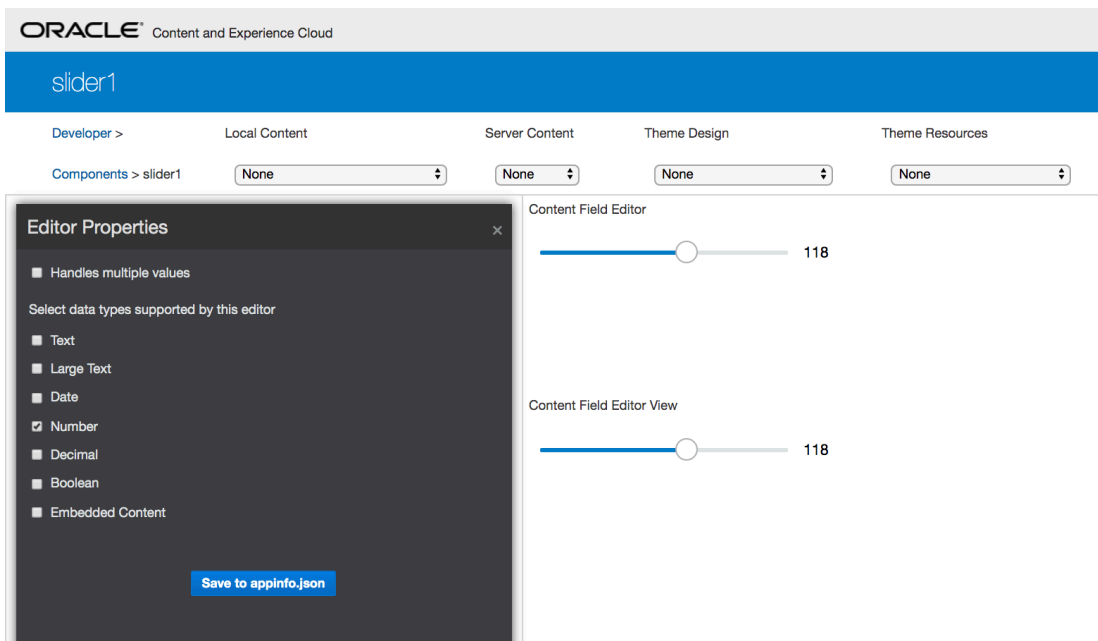 ORACLE® Content and Experience Cloud
slider1
Developer > Local Content Server Content Theme Design Theme Resources
Components > slider1 None None None None
Editor Properties ×
Handles multiple values
Select data types supported by this editor
Text
Large Text
Date
Number
Decimal
Boolean
Embedded Content
Save to appinfo.json
Content Field Editor
118
Content Field Editor View
118